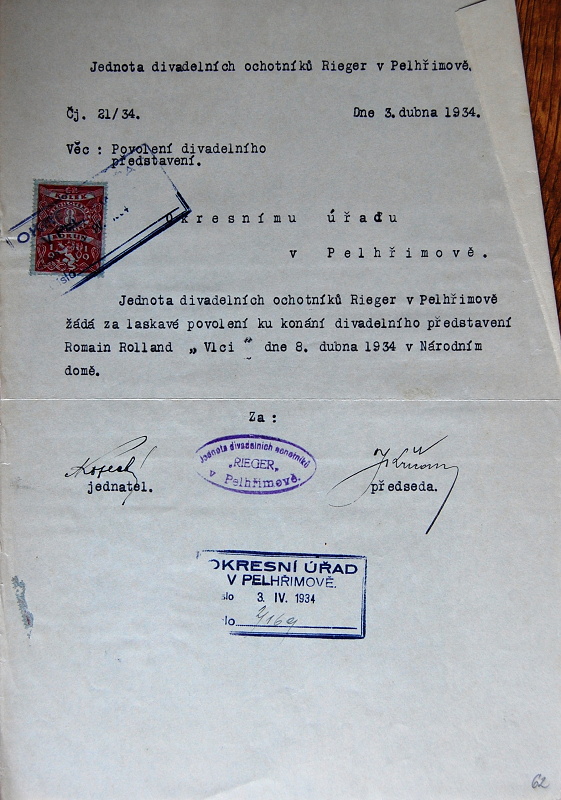 Jednota divadelních ochotníků Rieger v Pelhřimově.
Čj. 21/34. Dne 3. dubna 1934.
Věc : Povolení divadelního
představení.
Okresnímu úřadu
v Pelhřimově.
Jednota divadelních ochotníků Rieger v Pelhřimově
žádá za laskavé povolení ku konání divadelního představení
Romain Rolland „Vlci“ dne 8. dubna 1934 v Národním
domě.
Za :
Jednota divadelních ochotníků
„RIEGER„
v Pelhřimově.
jednatel. předseda.
OKRESNÍ ÚŘAD
V PELHŘIMOVĚ.
šlo 3. IV. 1934
lo
62